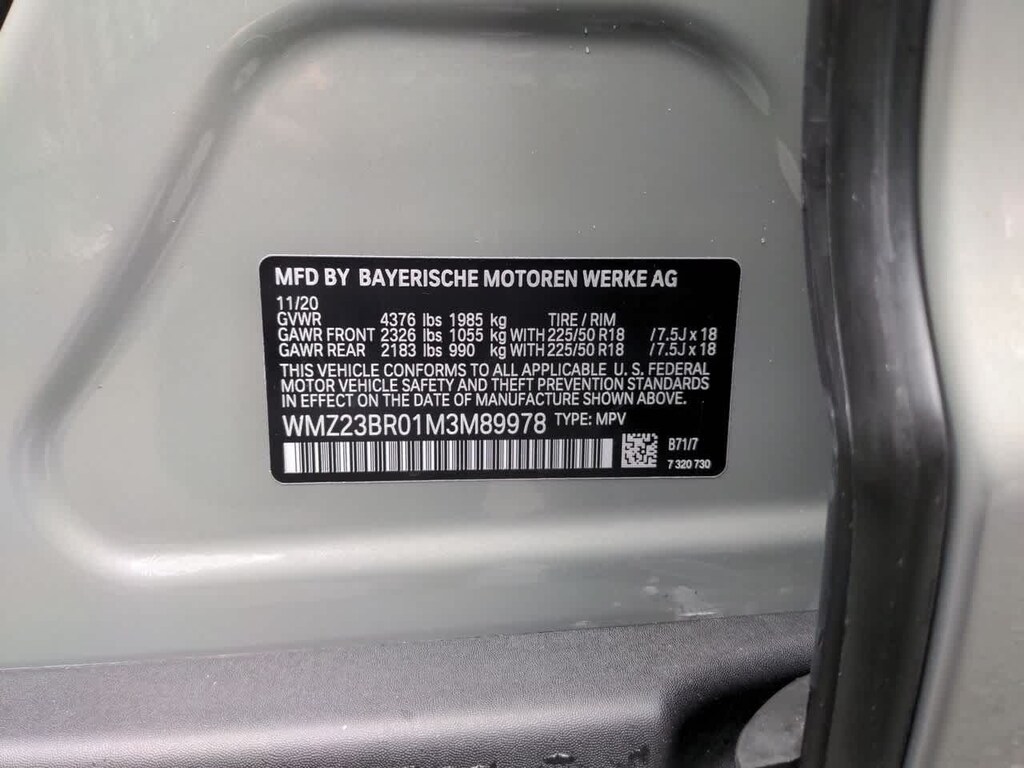 MFD BY BAYERISCHE MOTOREN WERKE AG
11/20
GVWR 4376 lbs 1985 kg TIRE / RIM
GAWR FRONT 2326 lbs 1055 kg WITH 225/50 R18 /7.5J x 18
GAWR REAR 2183 lbs 990 kg WITH 225/50 R18 /7.5J x 18
THIS VEHICLE CONFORMS TO ALL APPLICABLE U. S. FEDERAL
MOTOR VEHICLE SAFETY AND THEFT PREVENTION STANDARDS
IN EFFECT ON THE DATE OF MANUFACTURE SHOWN ABOVE.
WMZ23BR01M3M89978 TYPE: MPV
B71/7
7 320 730